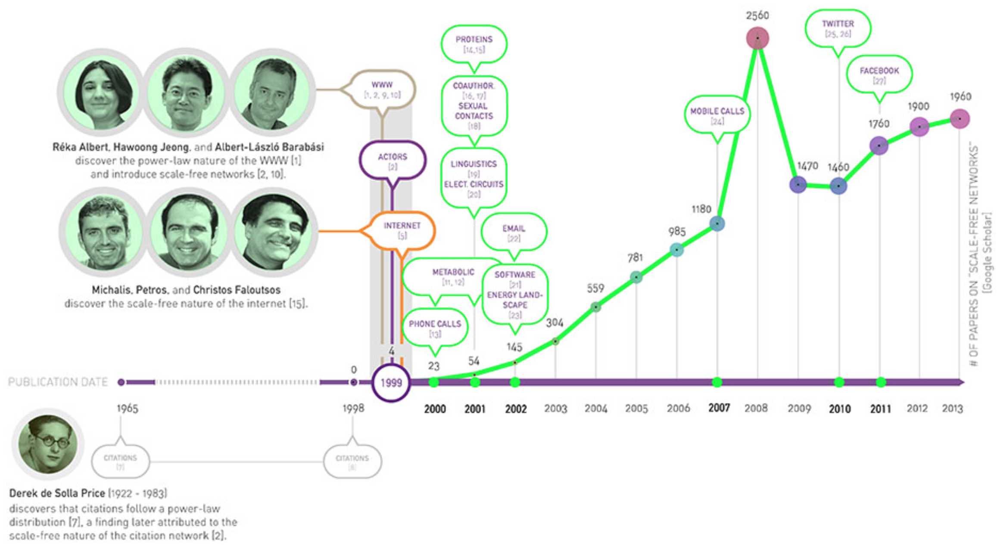 2560
TWITTER
[25, 26]
PROTEINS
[14,15]
FACEBOOK
[27]
WWW
[1, 2, 9, 10]
COAUTHOR.
[16, 17]
SEXUAL
CONTACTS
[18]
MOBILE CALLS
[24]
1960
1900
1760
Réka Albert, Hawoong Jeong, and Albert-László Barabási
discover the power-law nature of the WWW [1]
and introduce scale-free networks [2, 10].
ACTORS
[2]
LINGUISTICS
[19]
ELECT. CIRCUITS
[20]
1470
1460
1180
INTERNET
[5]
EMAIL
[22]
985
781
METABOLIC
[11, 12]
SOFTWARE
[21]
ENERGY LAND-
SCAPE
[23]
559
Michalis, Petros, and Christos Faloutsos
discover the scale-free nature of the internet [15].
PHONE CALLS
[13]
304
145
4
54
23
0
# OF PAPERS ON "SCALE-FREE NETWORKS"
[Google Scholar]
PUBLICATION DATE
1999
1965
1998
2000
2001
2002
2003
2004
2005
2006
2007
2008
2009
2010
2011
2012
2013
CITATIONS
[7]
CITATIONS
[8]
Derek de Solla Price (1922 - 1983)
discovers that citations follow a power-law
distribution [7], a finding later attributed to the
scale-free nature of the citation network [2].